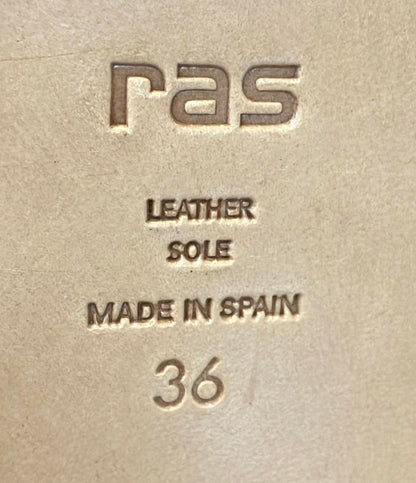 ras
LEATHER
SOLE
MADE IN SPAIN
36